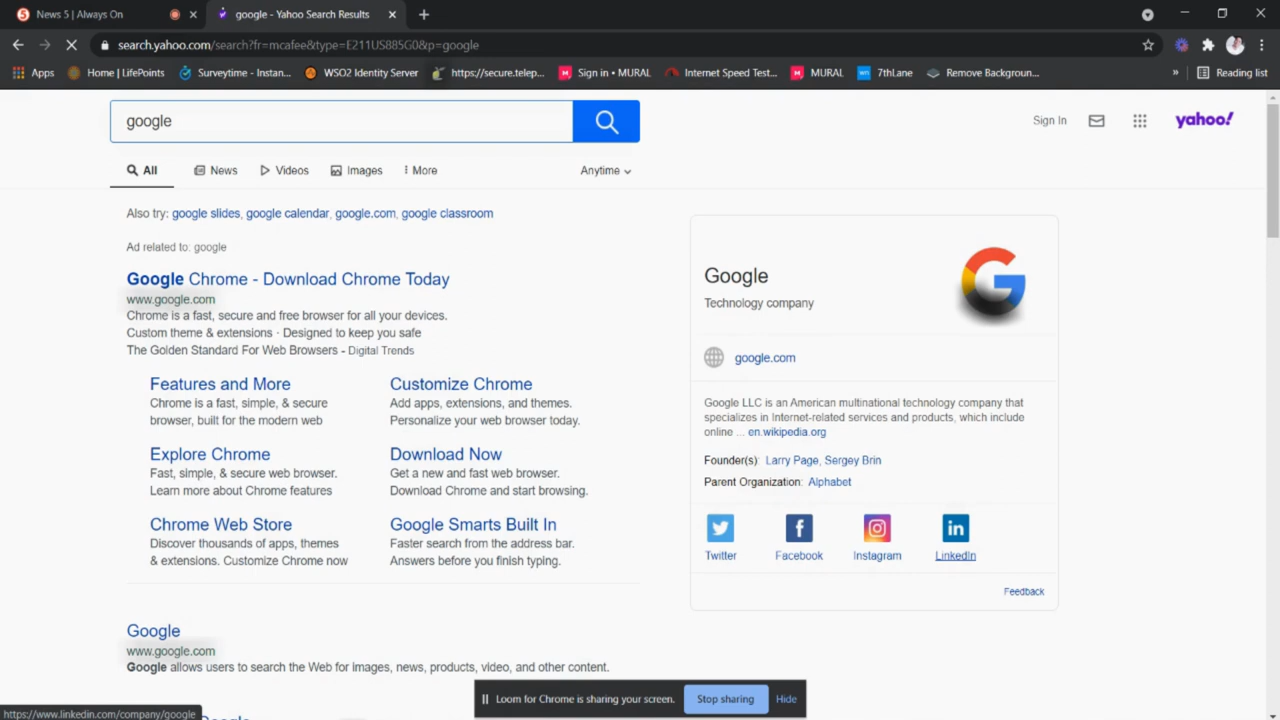 News 5 | Always On
google - Yahoo Search Results
search.yahoo.com/search?fr=mcafee&type=E211US885G0&p=google
Apps
Home | LifePoints
Surveytime - Instan...
WSO2 Identity Server
https://secure.telep...
Sign in • MURAL
Internet Speed Test...
MURAL
7thLane
Remove Backgroun...
»
Reading list
google
Sign In
yahoo!
All
News
Videos
Images
More
Anytime
Also try: google slides, google calendar, google.com, google classroom
Ad related to: google
Google Chrome - Download Chrome Today
www.google.com
Chrome is a fast, secure and free browser for all your devices.
Custom theme & extensions · Designed to keep you safe
The Golden Standard For Web Browsers - Digital Trends
Features and More
Chrome is a fast, simple, & secure
browser, built for the modern web
Customize Chrome
Add apps, extensions, and themes.
Personalize your web browser today.
Explore Chrome
Fast, simple, & secure web browser.
Learn more about Chrome features
Download Now
Get a new and fast web browser.
Download Chrome and start browsing.
Chrome Web Store
Discover thousands of apps, themes
& extensions. Customize Chrome now
Google Smarts Built In
Faster search from the address bar.
Answers before you finish typing.
Google
www.google.com
Google allows users to search the Web for images, news, products, video, and other content.
Google
Technology company
google.com
Google LLC is an American multinational technology company that
specializes in Internet-related services and products, which include
online ... en.wikipedia.org
Founder(s): Larry Page, Sergey Brin
Parent Organization: Alphabet
Twitter
Facebook
Instagram
LinkedIn
Feedback
Loom for Chrome is sharing your screen.
Stop sharing
Hide
https://www.linkedin.com/company/google
Google